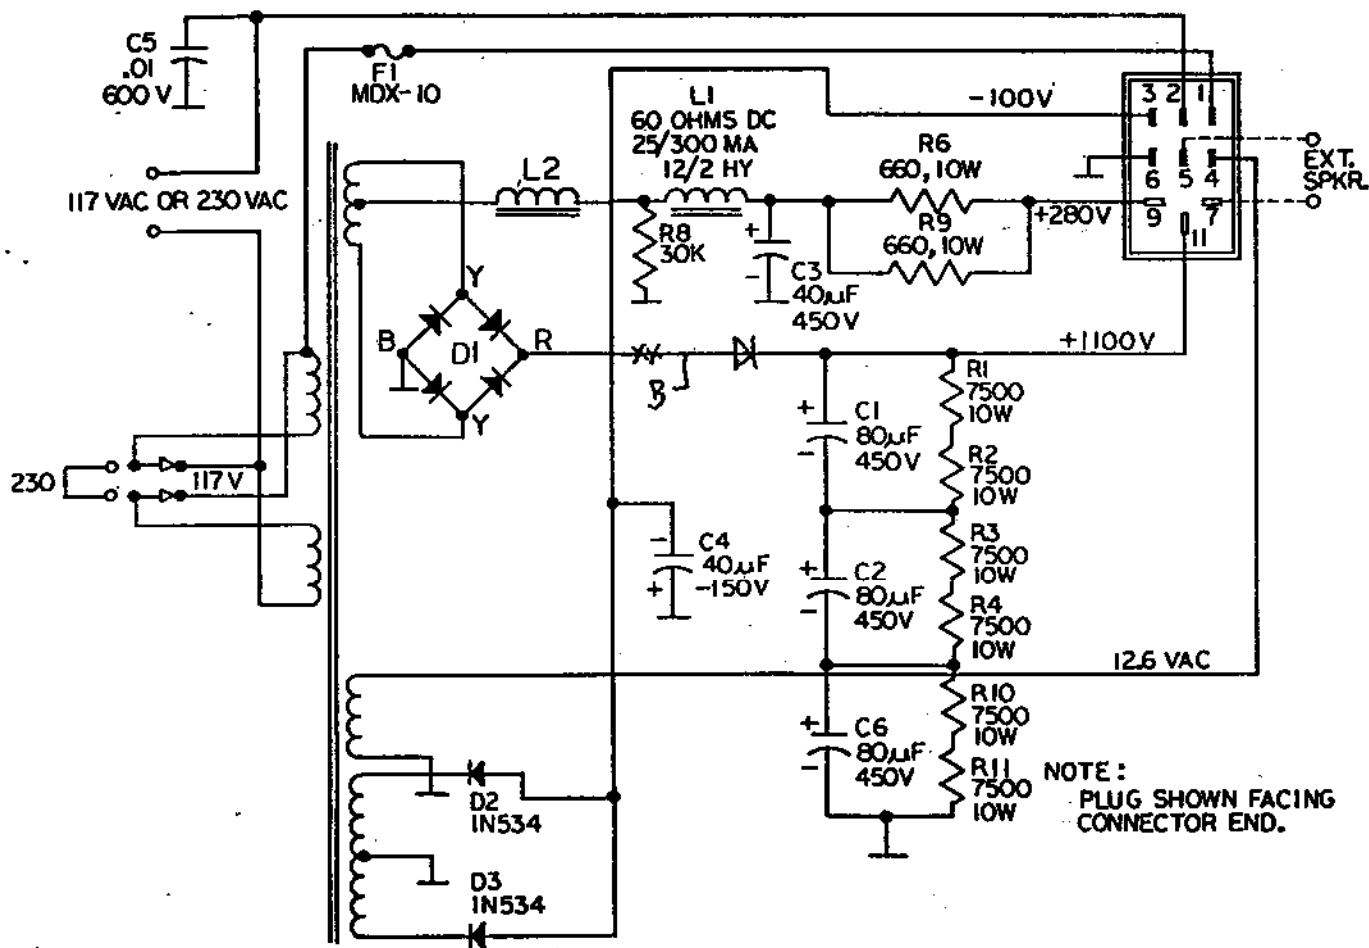 C5
.01
600 V
F1
MDX-10
L1
60 OHMS DC
25/300 MA
12/2 HY
-100V
3 2 1
6 5 4
9 7
11
EXT.
SPKR.
117 VAC OR 230 VAC
L2
R6
660, 10W
R9
660, 10W
+280V
R8
30K
+
-
C3
40µF
450V
Y
B
D1
R
Y
XX
B
+1100V
R1
7500
10W
+
-
C1
80µF
450V
R2
7500
10W
230
117V
R3
7500
10W
-
+
C4
40µF
-150V
+
-
C2
80µF
450V
R4
7500
10W
12.6 VAC
R10
7500
10W
+
-
C6
80µF
450V
R11
7500
10W
D2
1N534
D3
1N534
NOTE:
PLUG SHOWN FACING
CONNECTOR END.